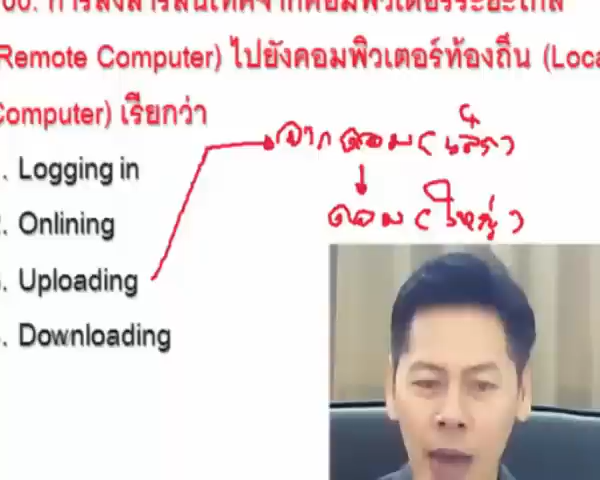 การส่งสารสนเทศจากคอมพิวเตอร์ระยะไกล
Remote Computer) ไปยังคอมพิวเตอร์ท้องถิ่น (Loca
Computer) เรียกว่า
จากคอม (เล็ก)
. Logging in
คอม (ใหญ่)
. Onlining
. Uploading
. Downloading